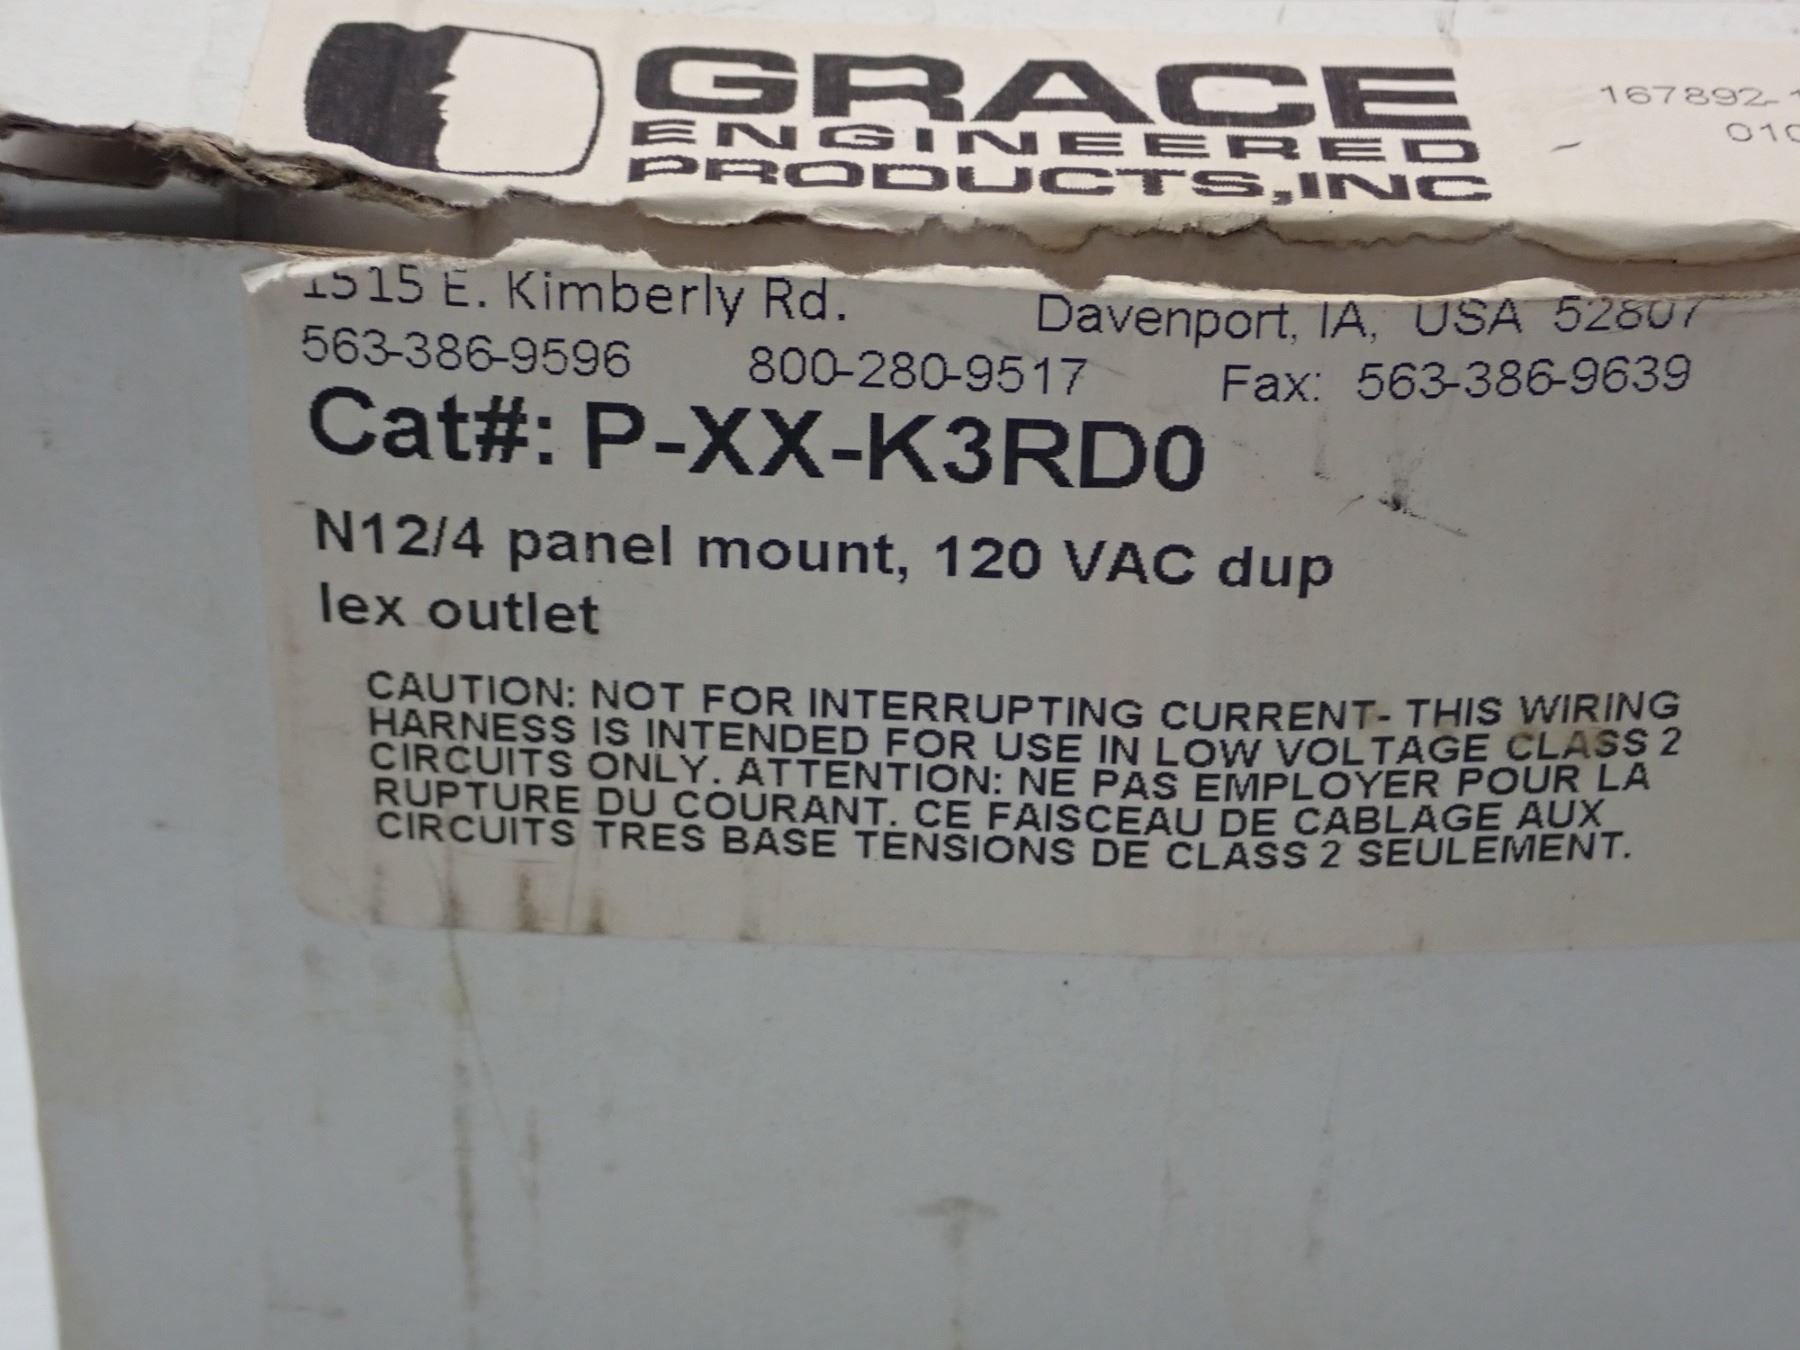 GRACE
ENGINEERED
PRODUCTS,INC
167892-1
010
1515 E. Kimberly Rd. Davenport, IA, USA 52807
563-386-9596 800-280-9517 Fax: 563-386-9639
Cat#: P-XX-K3RD0
N12/4 panel mount, 120 VAC dup
lex outlet
CAUTION: NOT FOR INTERRUPTING CURRENT- THIS WIRING
HARNESS IS INTENDED FOR USE IN LOW VOLTAGE CLASS 2
CIRCUITS ONLY. ATTENTION: NE PAS EMPLOYER POUR LA
RUPTURE DU COURANT. CE FAISCEAU DE CABLAGE AUX
CIRCUITS TRES BASE TENSIONS DE CLASS 2 SEULEMENT.